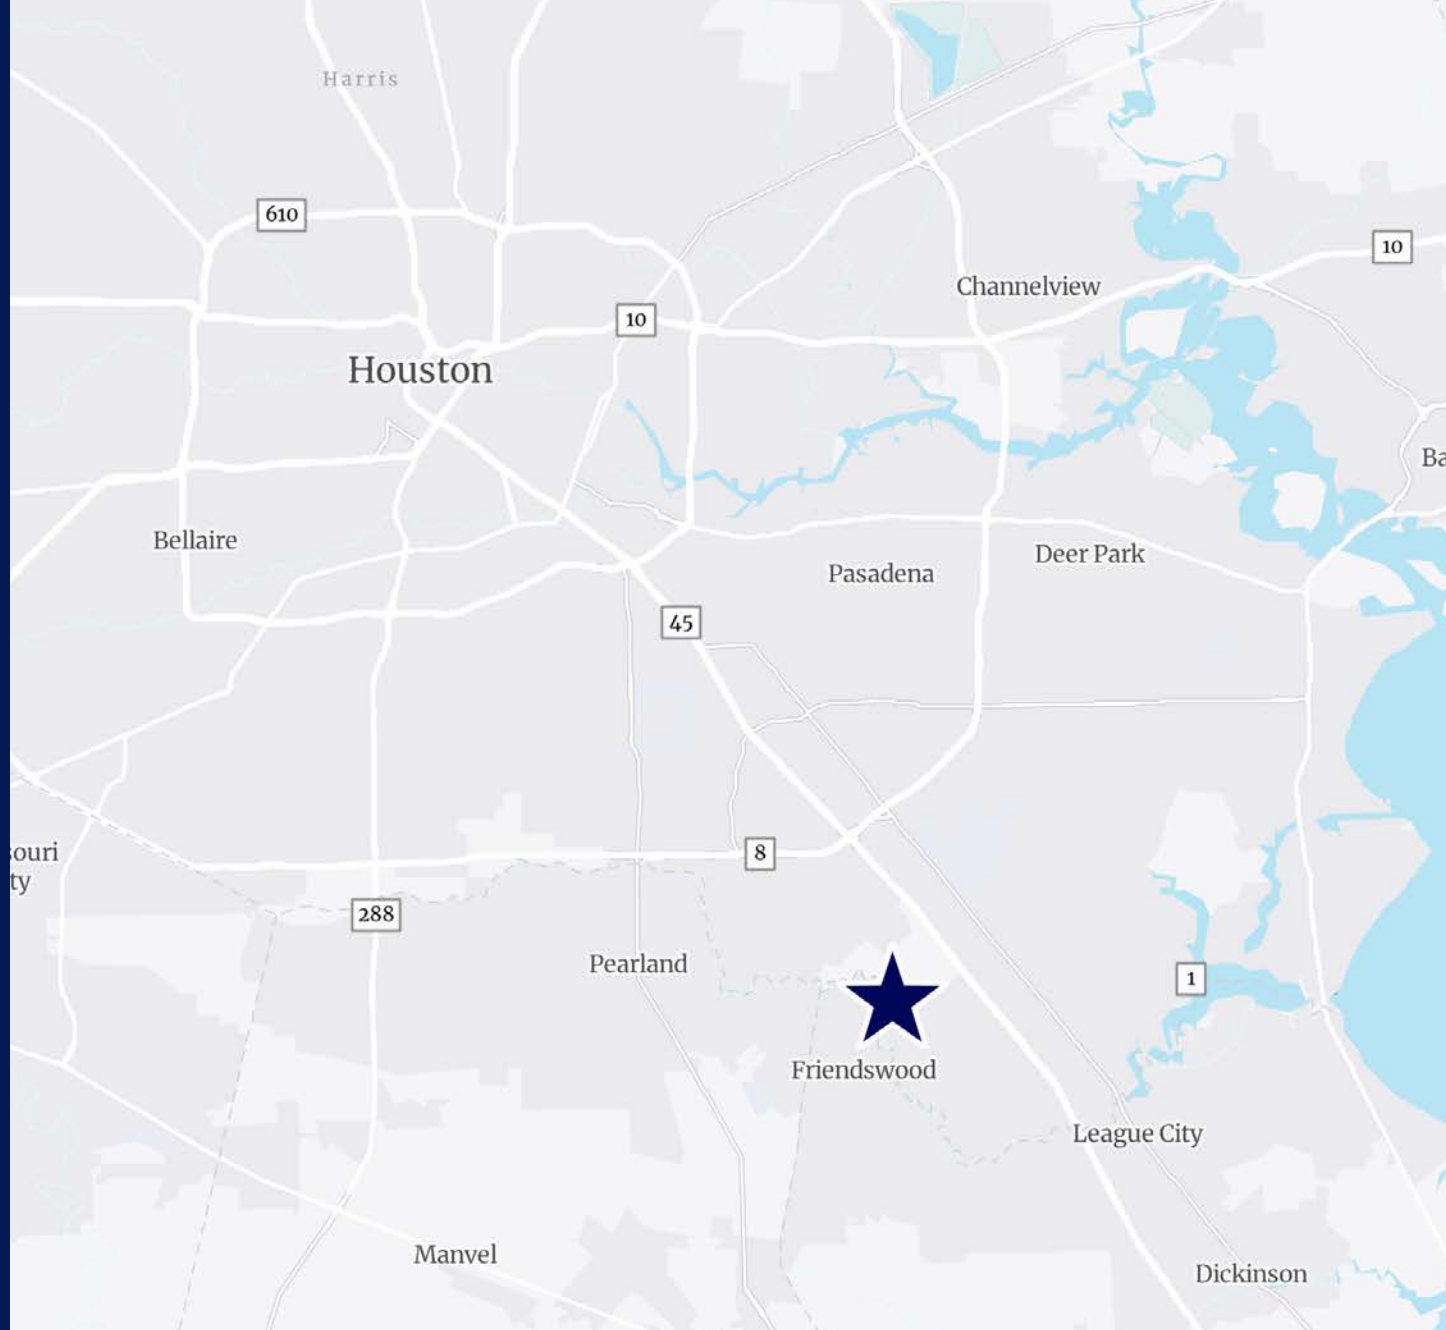 Harris
610
10
Channelview
10
Houston
Ba
Bellaire
Deer Park
Pasadena
45
souri
ty
8
288
Pearland
1
Friendswood
League City
Manvel
Dickinson